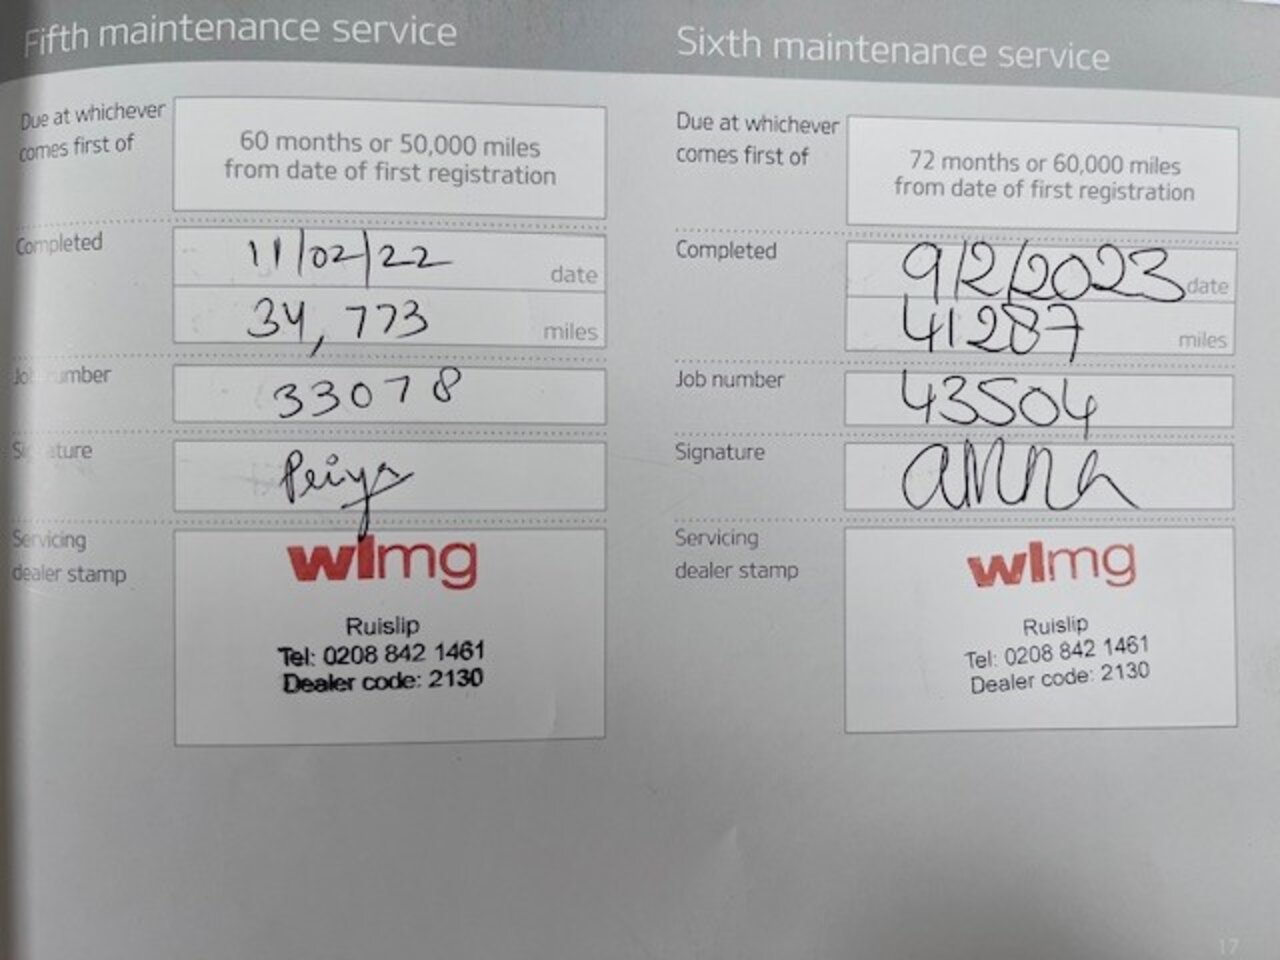 Fifth maintenance service
Due at whichever
comes first of
60 months or 50,000 miles
from date of first registration
Completed
11/02/22
date
34,773
miles
Job number
33078
Signature
Peiya
Servicing
dealer stamp
wlmg
Ruislip
Tel: 0208 842 1461
Dealer code: 2130
Sixth maintenance service
Due at whichever
comes first of
72 months or 60,000 miles
from date of first registration
Completed
9/2/2023
date
41287
miles
Job number
43504
Signature
anna
Servicing
dealer stamp
wlmg
Ruislip
Tel: 0208 842 1461
Dealer code: 2130
17